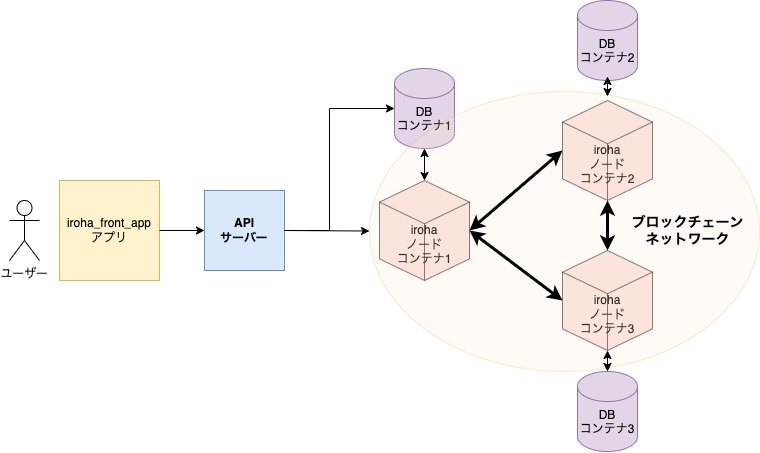 ユーザー
iroha_front_app
アプリ
API
サーバー
DB
コンテナ1
iroha
ノード
コンテナ1
DB
コンテナ2
iroha
ノード
コンテナ2
ブロックチェーン
ネットワーク
iroha
ノード
コンテナ3
DB
コンテナ3